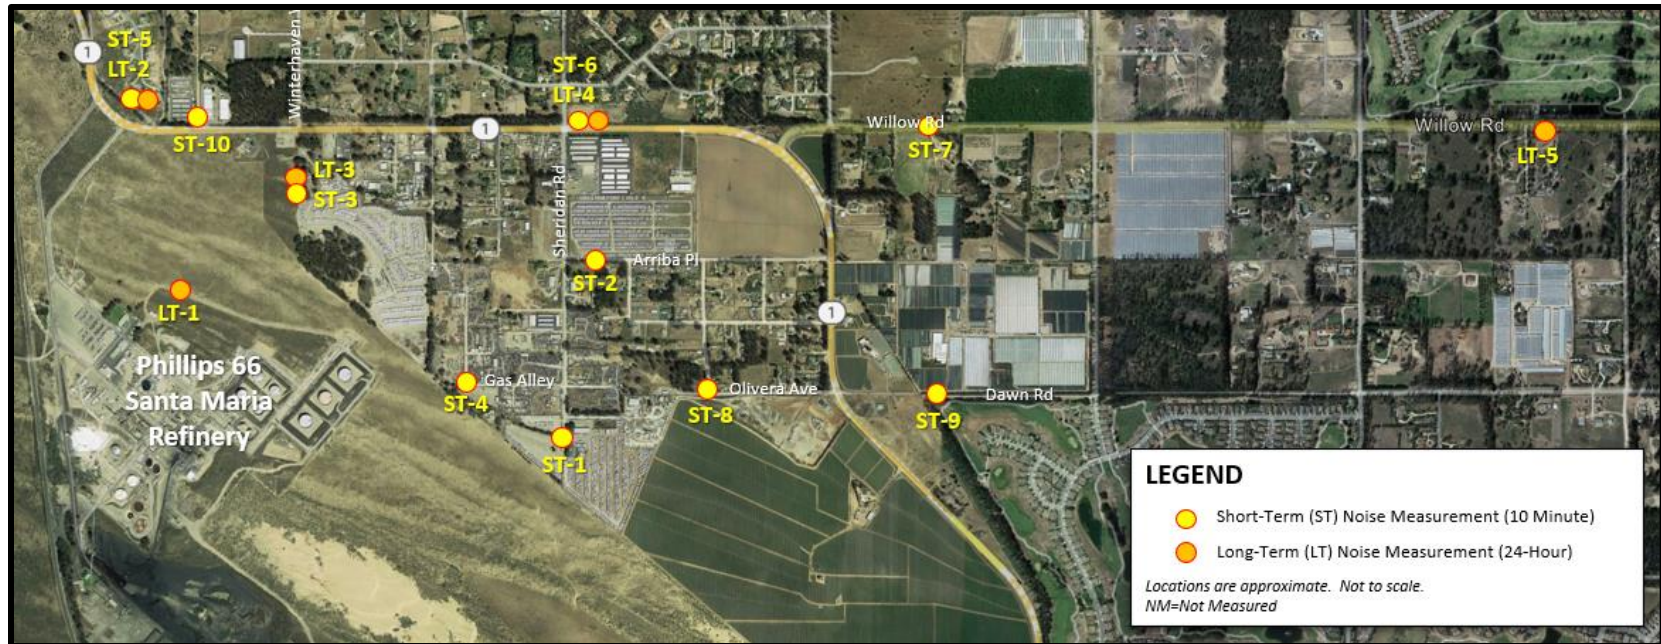 1
ST-5
LT-2
Winterhaven
ST-6
LT-4
ST-10
1
Willow Rd
ST-7
Willow Rd
LT-5
LT-3
ST-3
Sheridan Rd
Arriba Pl
ST-2
LT-1
1
Phillips 66
Santa Maria
Refinery
Gas Alley
ST-4
Olivera Ave
ST-8
Dawn Rd
ST-9
ST-1
LEGEND
Short-Term (ST) Noise Measurement (10 Minute)
Long-Term (LT) Noise Measurement (24-Hour)
Locations are approximate. Not to scale.
NM=Not Measured